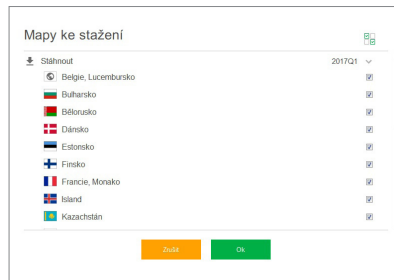 Mapy ke stažení
Stáhnout 2017Q1
Belgie, Lucembursko
Bulharsko
Bělorusko
Dánsko
Estonsko
Finsko
Francie, Monako
Island
Kazachstán
Zrušit Ok